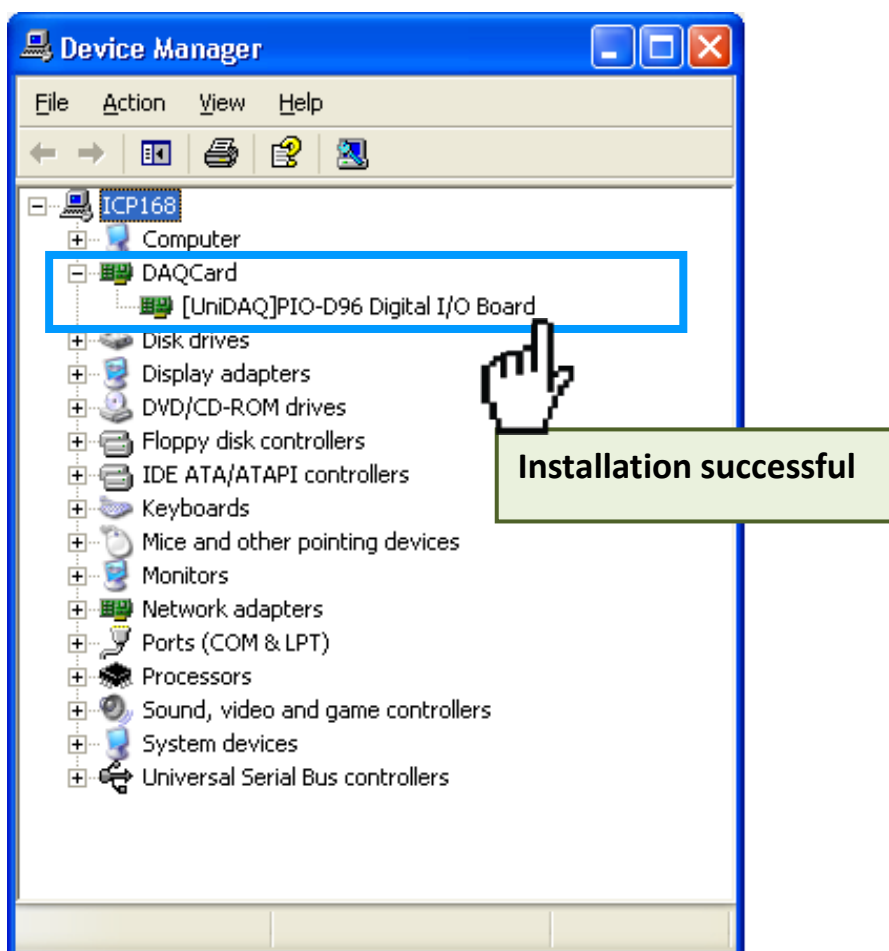 Device Manager
File Action View Help
ICP168
Computer
DAQCard
[UniDAQ]PIO-D96 Digital I/O Board
Disk drives
Display adapters
DVD/CD-ROM drives
Floppy disk controllers
IDE ATA/ATAPI controllers
Installation successful
Keyboards
Mice and other pointing devices
Monitors
Network adapters
Ports (COM & LPT)
Processors
Sound, video and game controllers
System devices
Universal Serial Bus controllers